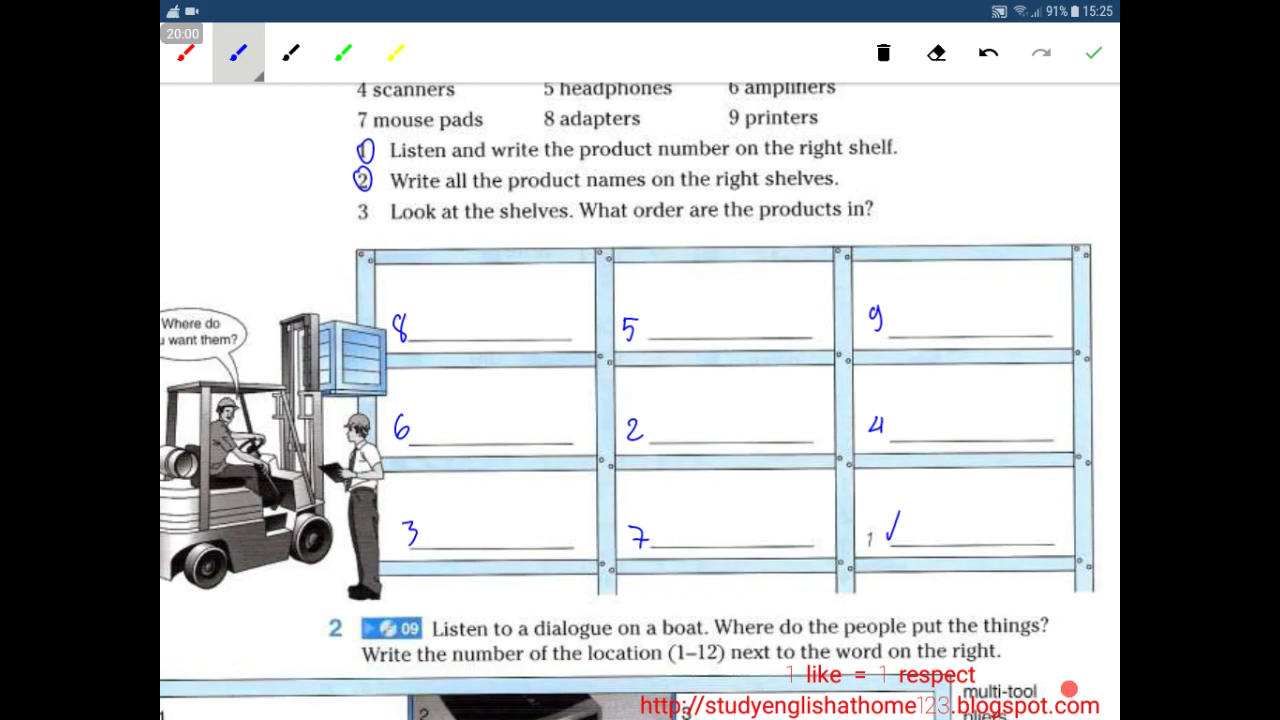 91% 15:25
20:00
4 scanners 5 headphones 6 amplifiers
7 mouse pads 8 adapters 9 printers
1 Listen and write the product number on the right shelf.
2 Write all the product names on the right shelves.
3 Look at the shelves. What order are the products in?
Where do
u want them?
8 5 9
6 2 4
3 7 1
2 09 Listen to a dialogue on a boat. Where do the people put the things?
Write the number of the location (1–12) next to the word on the right.
1 like = 1 respect
multi-tool
http://studyenglishathome123.blogspot.com
1 2 3